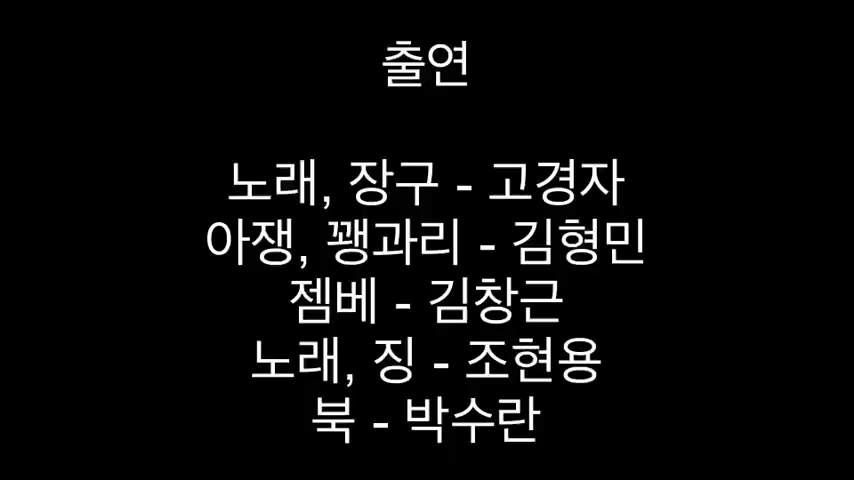 출연
노래, 장구 - 고경자
아쟁, 꽹과리 - 김형민
젬베 - 김창근
노래, 징 - 조현용
북 - 박수란